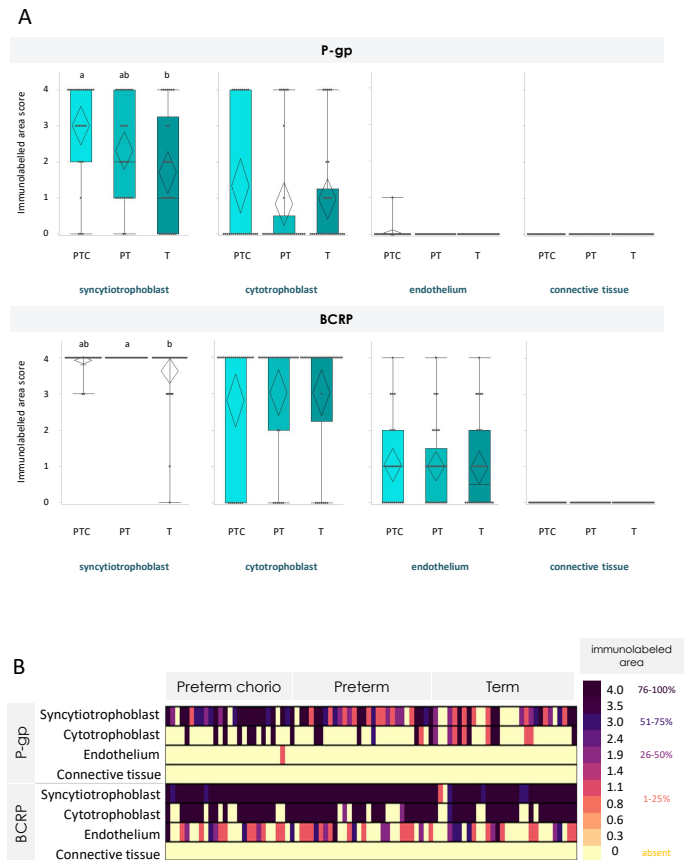 A
P-gp
a ab b
Immunolabelled area score
4
3
2
1
0
PTC PT T PTC PT T PTC PT T PTC PT T
syncytiotrophoblast cytotrophoblast endothelium connective tissue
BCRP
ab a b
Immunolabelled area score
4
3
2
1
0
PTC PT T PTC PT T PTC PT T PTC PT T
syncytiotrophoblast cytotrophoblast endothelium connective tissue
B
immunolabeled
area
Preterm chorio Preterm Term
P-gp
Syncytiotrophoblast
Cytotrophoblast
Endothelium
Connective tissue
BCRP
Syncytiotrophoblast
Cytotrophoblast
Endothelium
Connective tissue
4.0 76-100%
3.5
3.0 51-75%
2.4
1.9 26-50%
1.4
1.1
0.8 1-25%
0.6
0.3
0 absent